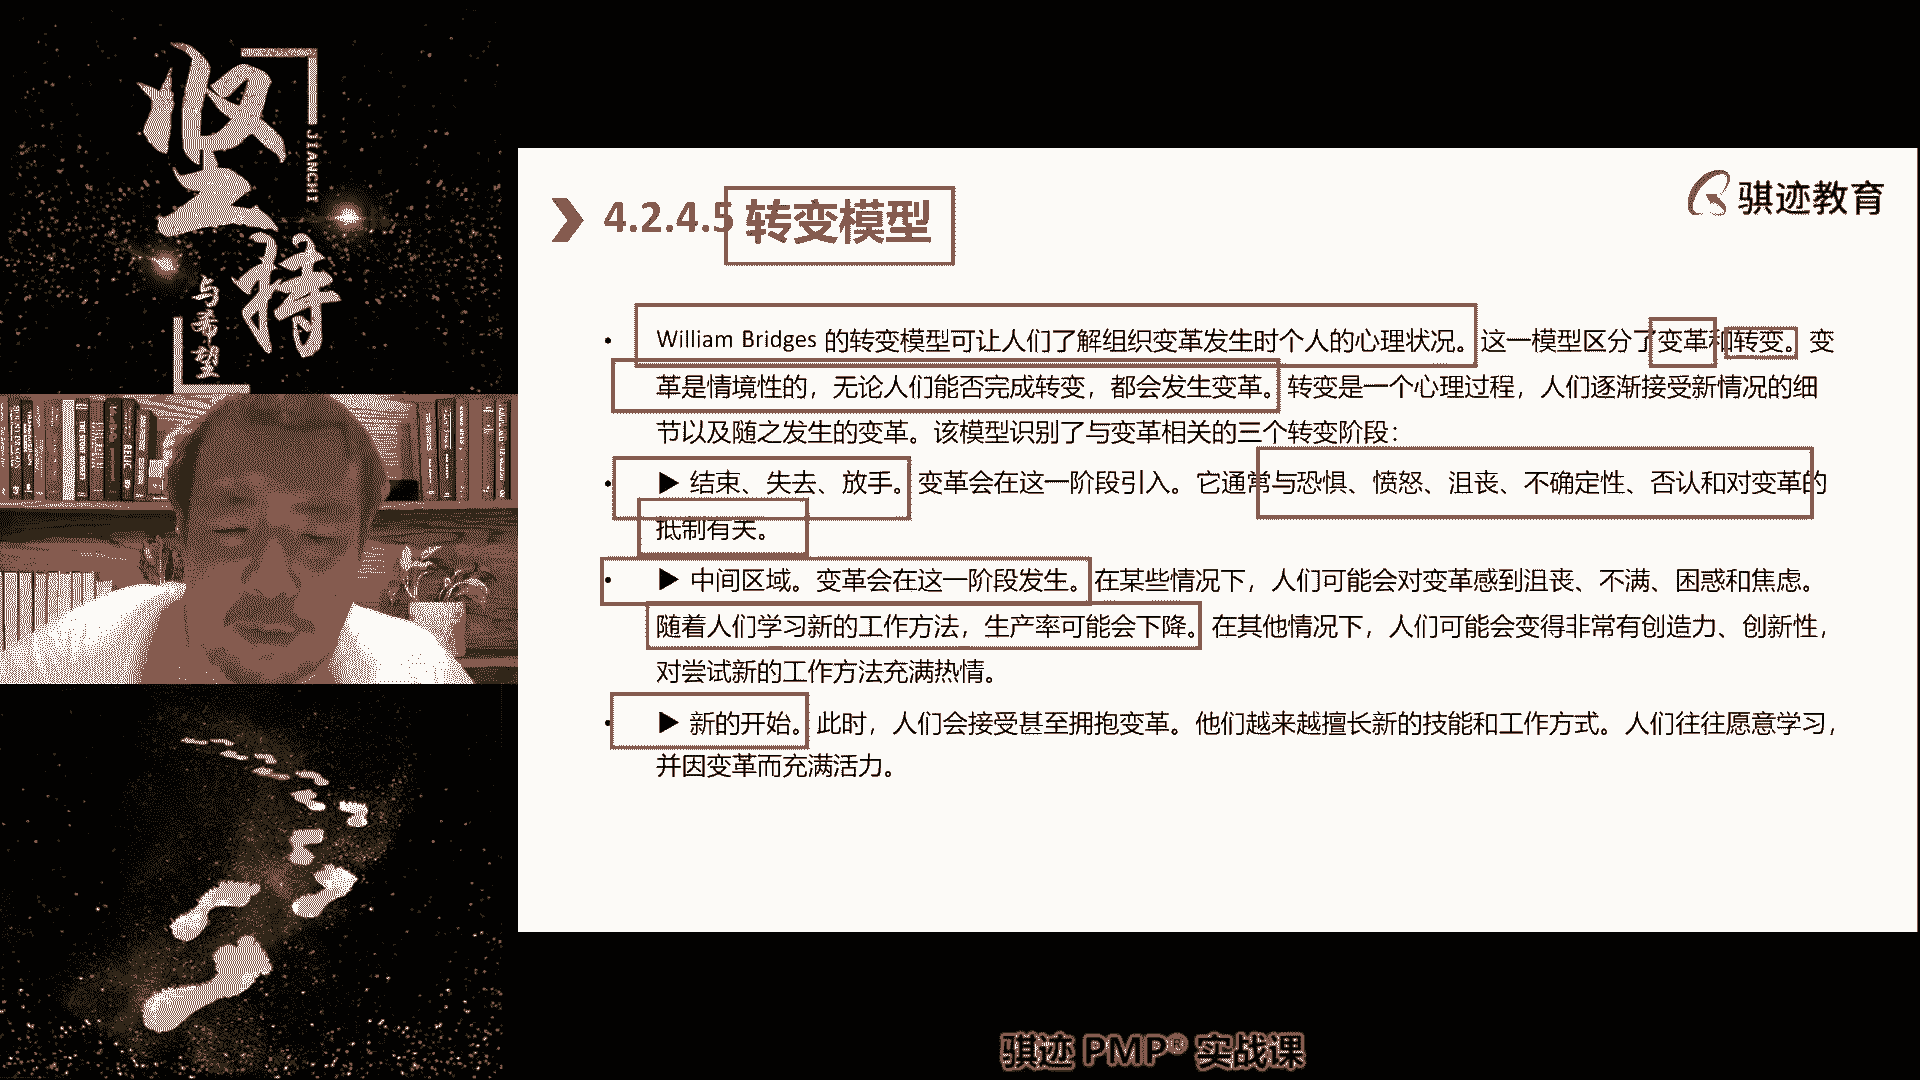 坚持
JIANCHI
与希望
骐迹教育
4.2.4.5 转变模型
• William Bridges 的转变模型可让人们了解组织变革发生时个人的心理状况。这一模型区分了变革和转变。变
革是情境性的，无论人们能否完成转变，都会发生变革。转变是一个心理过程，人们逐渐接受新情况的细
节以及随之发生的变革。该模型识别了与变革相关的三个转变阶段：
• ▶ 结束、失去、放手。变革会在这一阶段引入。它通常与恐惧、愤怒、沮丧、不确定性、否认和对变革的
抵制有关。
• ▶ 中间区域。变革会在这一阶段发生。在某些情况下，人们可能会对变革感到沮丧、不满、困惑和焦虑。
随着人们学习新的工作方法，生产率可能会下降。在其他情况下，人们可能会变得非常有创造力、创新性，
对尝试新的工作方法充满热情。
• ▶ 新的开始。此时，人们会接受甚至拥抱变革。他们越来越擅长新的技能和工作方式。人们往往愿意学习，
并因变革而充满活力。
骐迹 PMP® 实战课